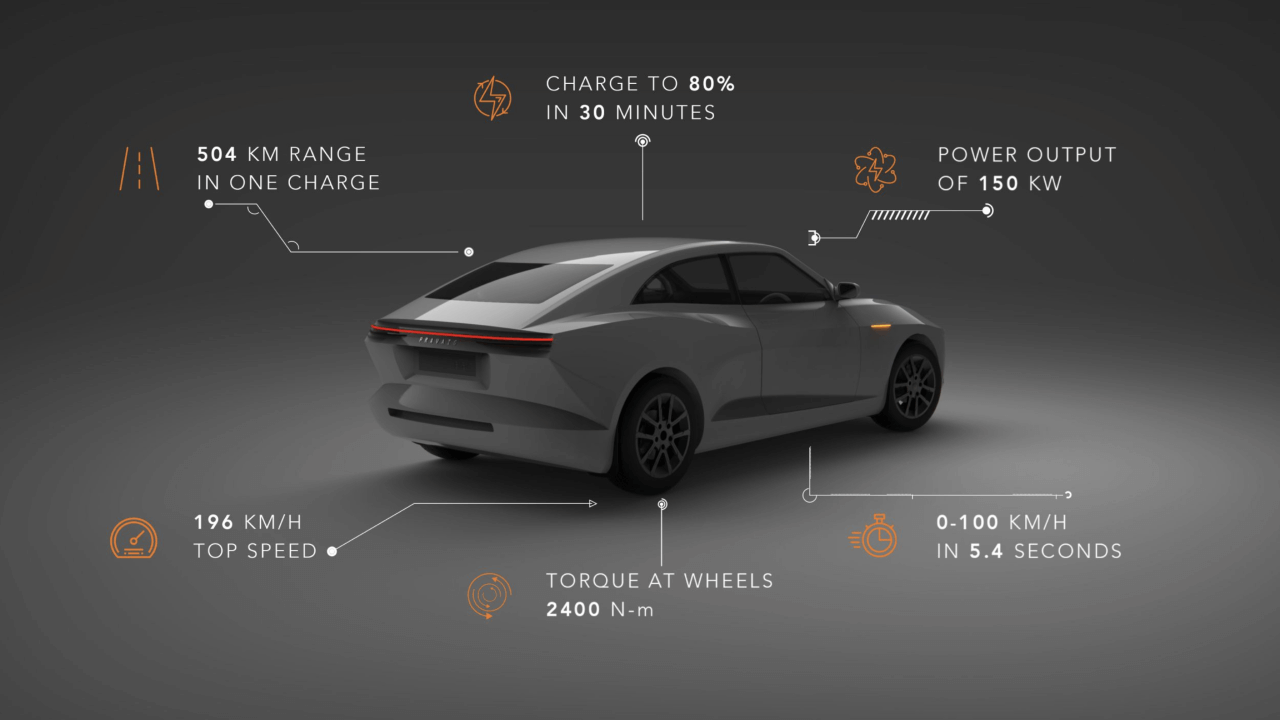 CHARGE TO 80%
IN 30 MINUTES
504 KM RANGE
IN ONE CHARGE
POWER OUTPUT
OF 150 KW
196 KM/H
TOP SPEED
0-100 KM/H
IN 5.4 SECONDS
TORQUE AT WHEELS
2400 N-m